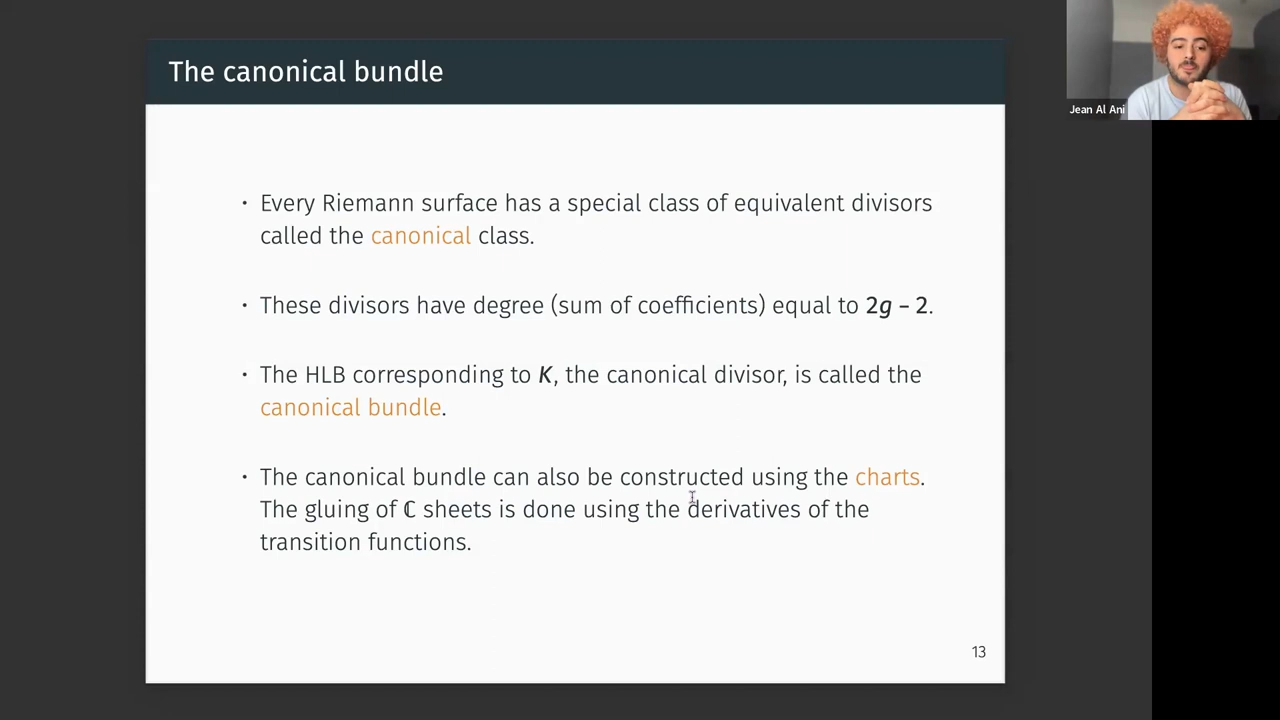 The canonical bundle
Jean Al Ani
• Every Riemann surface has a special class of equivalent divisors
called the canonical class.
• These divisors have degree (sum of coefficients) equal to 2g – 2.
• The HLB corresponding to K, the canonical divisor, is called the
canonical bundle.
• The canonical bundle can also be constructed using the charts.
The gluing of ℂ sheets is done using the derivatives of the
transition functions.
13